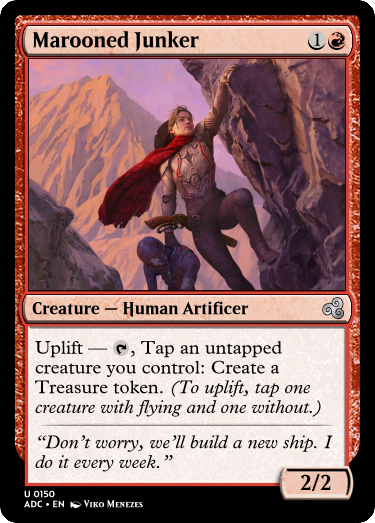 Marooned Junker 1
Creature — Human Artificer
Uplift — , Tap an untapped
creature you control: Create a
Treasure token. (To uplift, tap one
creature with flying and one without.)
“Don’t worry, we’ll build a new ship. I
do it every week.”
2/2
U 0150
ADC • EN Viko Menezes